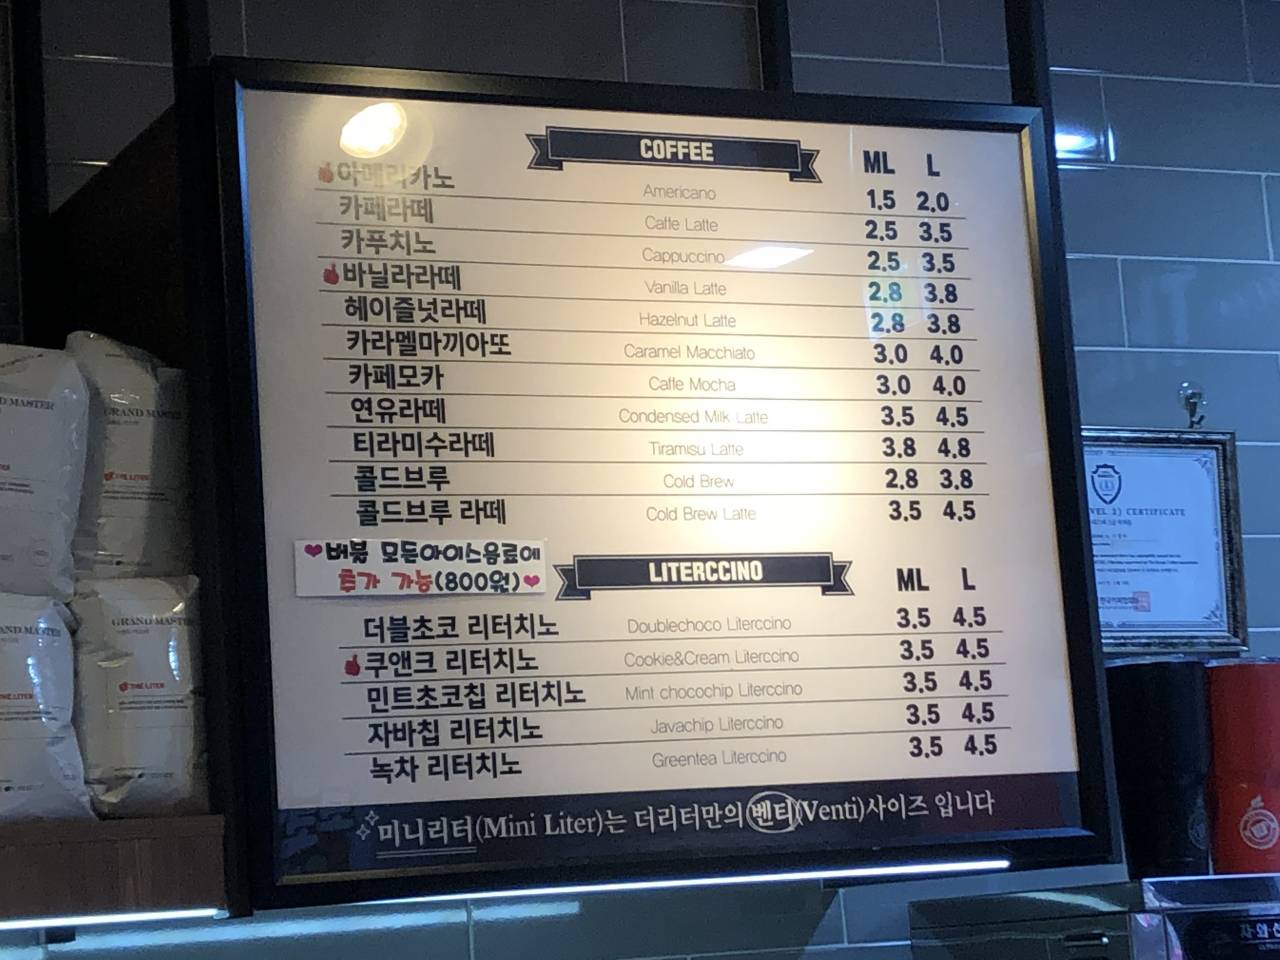 COFFEE ML L
아메리카노 Americano 1.5 2.0
카페라떼 Caffe Latte 2.5 3.5
카푸치노 Cappuccino 2.5 3.5
바닐라라떼 Vanilla Latte 2.8 3.8
헤이즐넛라떼 Hazelnut Latte 2.8 3.8
카라멜마끼아또 Caramel Macchiato 3.0 4.0
카페모카 Caffe Mocha 3.0 4.0
연유라떼 Condensed Milk Latte 3.5 4.5
티라미수라떼 Tiramisu Latte 3.8 4.8
콜드브루 Cold Brew 2.8 3.8
콜드브루 라떼 Cold Brew Latte 3.5 4.5
♥버블 모든아이스음료에
추가 가능(800원)♥
LITERCCINO ML L
더블초코 리터치노 Doublechoco Literccino 3.5 4.5
쿠앤크 리터치노 Cookie&Cream Literccino 3.5 4.5
민트초코칩 리터치노 Mint chocochip Literccino 3.5 4.5
자바칩 리터치노 Javachip Literccino 3.5 4.5
녹차 리터치노 Greentea Literccino 3.5 4.5
미니리터(Mini Liter)는 더리터만의 벤티(Venti)사이즈 입니다
GRAND MASTER
THE LITER
GRAND MASTER
THE LITER
CERTIFICATE